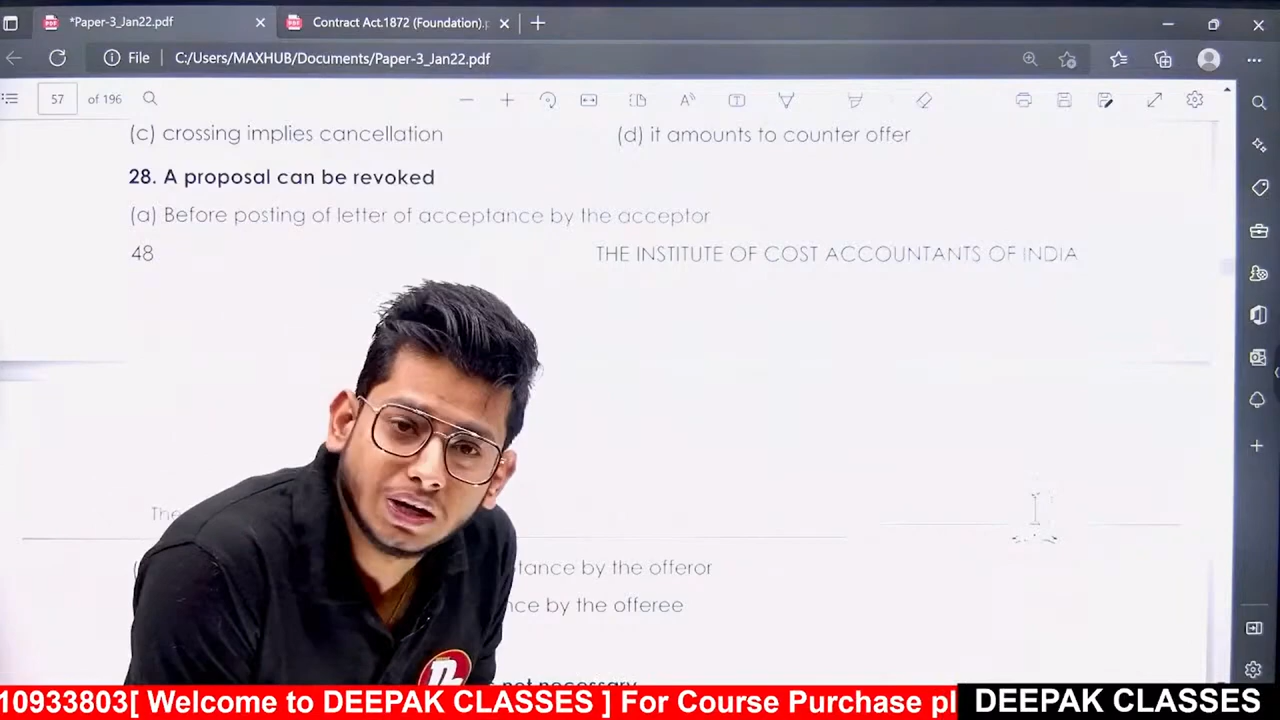 *Paper-3_Jan22.pdf
Contract Act.1872 (Foundation).p
File
C:/Users/MAXHUB/Documents/Paper-3_Jan22.pdf
57 of 196
(c) crossing implies cancellation
(d) it amounts to counter offer
28. A proposal can be revoked
(a) Before posting of letter of acceptance by the acceptor
48
THE INSTITUTE OF COST ACCOUNTANTS OF INDIA
The
tance by the offeror
nce by the offeree
not necessary
10933803[ Welcome to DEEPAK CLASSES ] For Course Purchase pl
DEEPAK CLASSES